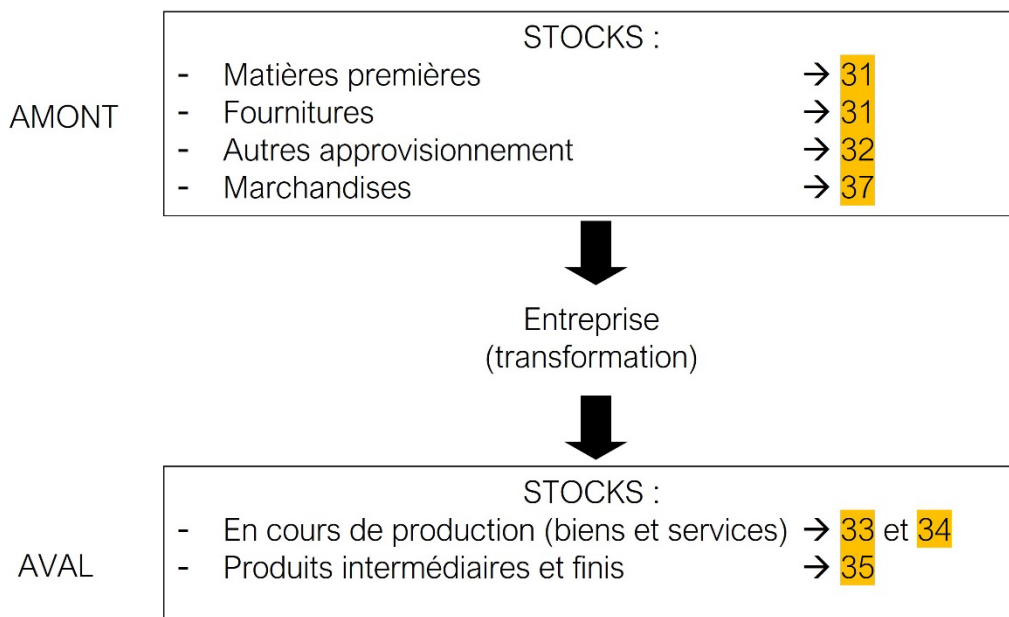 STOCKS :
- Matières premières → 31
- Fournitures → 31
AMONT
- Autres approvisionnement → 32
- Marchandises → 37
Entreprise
(transformation)
STOCKS :
- En cours de production (biens et services) → 33 et 34
AVAL
- Produits intermédiaires et finis → 35